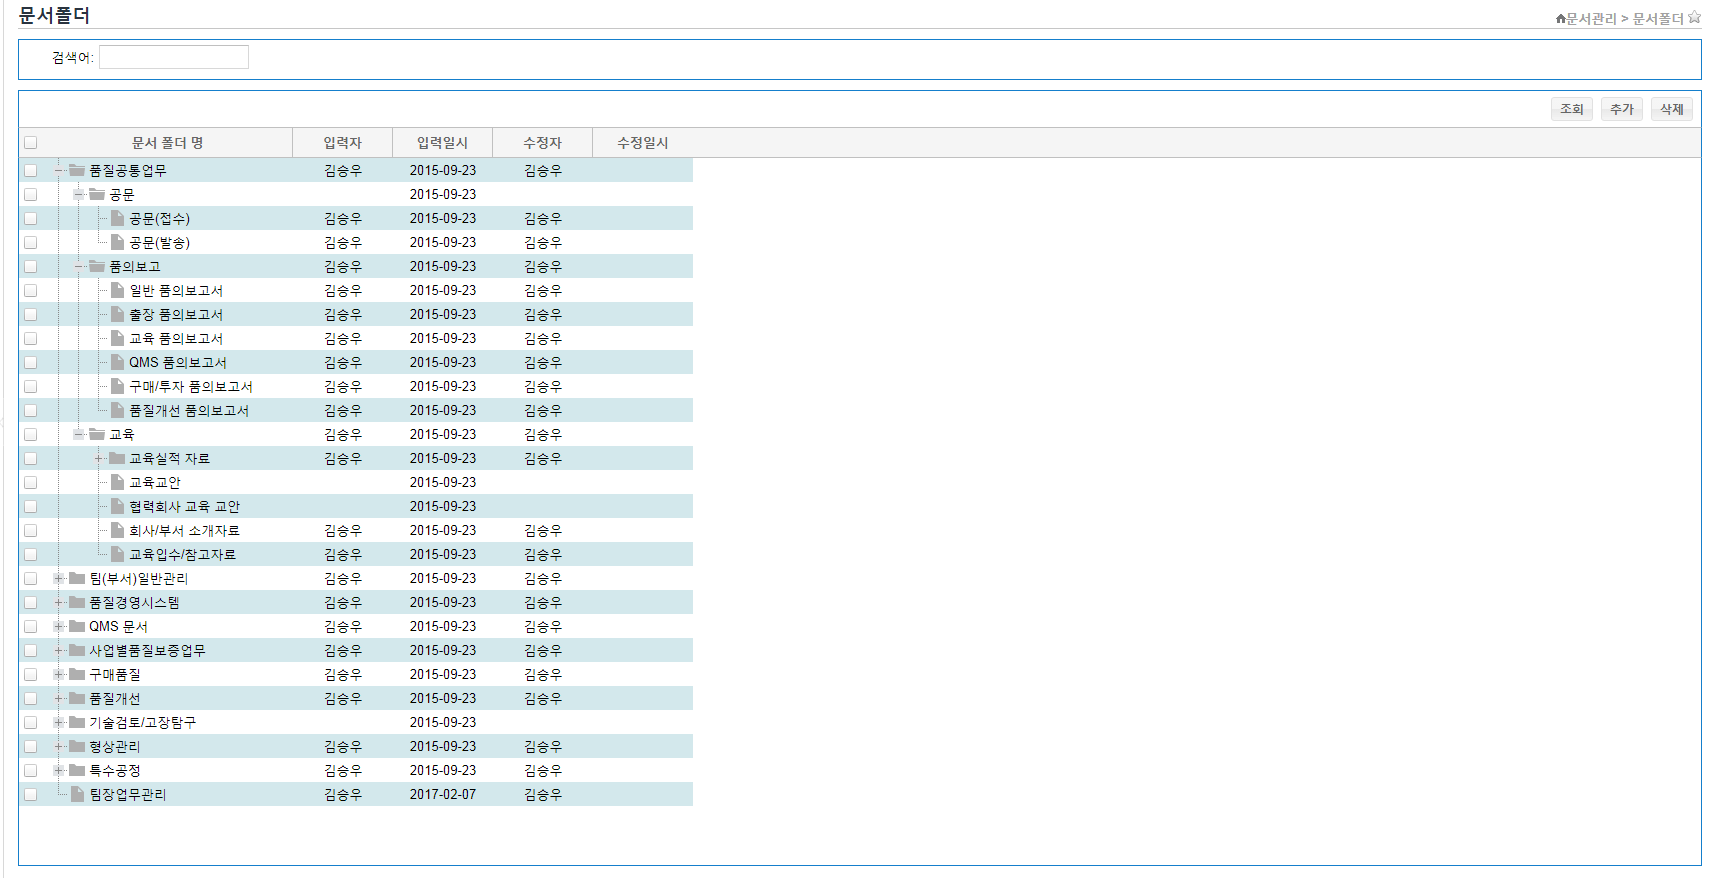 문서폴더
문서관리 > 문서폴더
검색어:
조회 추가 삭제
문서 폴더 명 입력자 입력일시 수정자 수정일시
품질공통업무 김승우 2015-09-23 김승우
공문 2015-09-23
공문(접수) 김승우 2015-09-23 김승우
공문(발송) 김승우 2015-09-23 김승우
품의보고 김승우 2015-09-23 김승우
일반 품의보고서 김승우 2015-09-23 김승우
출장 품의보고서 김승우 2015-09-23 김승우
교육 품의보고서 김승우 2015-09-23 김승우
QMS 품의보고서 김승우 2015-09-23 김승우
구매/투자 품의보고서 김승우 2015-09-23 김승우
품질개선 품의보고서 김승우 2015-09-23 김승우
교육 김승우 2015-09-23 김승우
교육실적 자료 김승우 2015-09-23 김승우
교육교안 2015-09-23
협력회사 교육 교안 2015-09-23
회사/부서 소개자료 김승우 2015-09-23 김승우
교육입수/참고자료 김승우 2015-09-23 김승우
팀(부서)일반관리 김승우 2015-09-23 김승우
품질경영시스템 김승우 2015-09-23 김승우
QMS 문서 김승우 2015-09-23 김승우
사업별품질보증업무 김승우 2015-09-23 김승우
구매품질 김승우 2015-09-23 김승우
품질개선 김승우 2015-09-23 김승우
기술검토/고장탐구 2015-09-23
형상관리 김승우 2015-09-23 김승우
특수공정 김승우 2015-09-23 김승우
팀장업무관리 김승우 2017-02-07 김승우